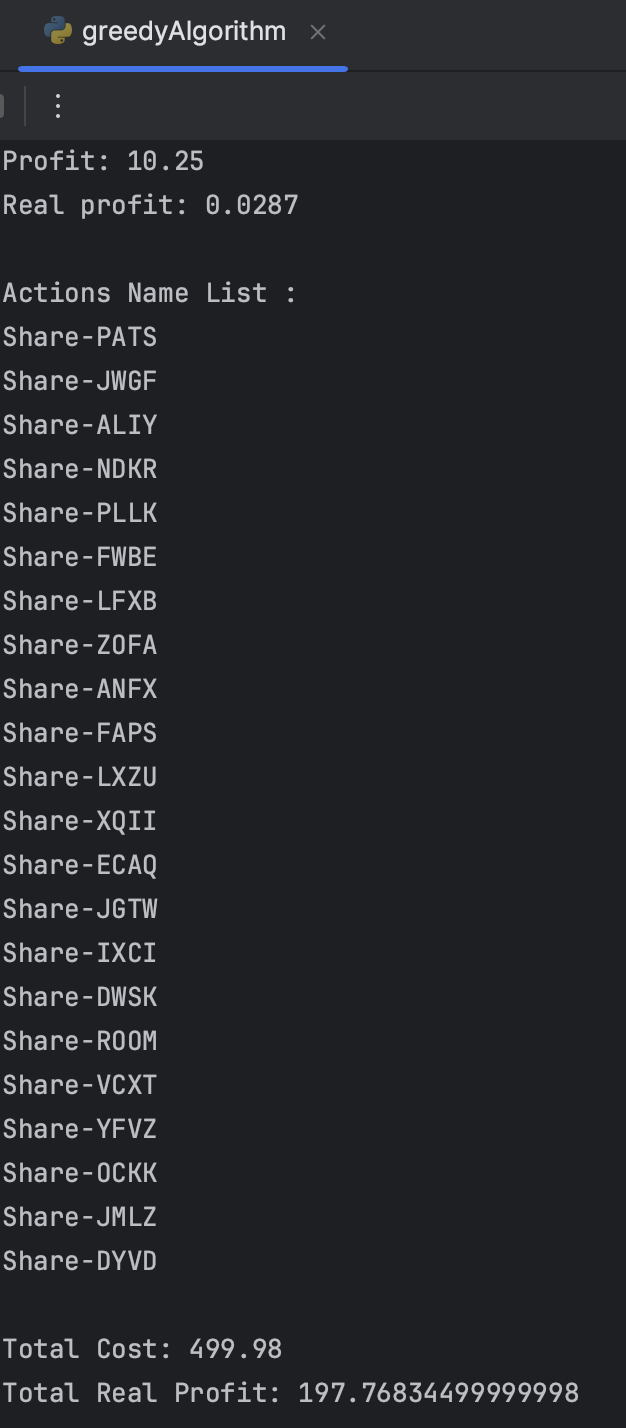 greedyAlgorithm
Profit: 10.25
Real profit: 0.0287
Actions Name List :
Share-PATS
Share-JWGF
Share-ALIY
Share-NDKR
Share-PLLK
Share-FWBE
Share-LFXB
Share-ZOFA
Share-ANFX
Share-FAPS
Share-LXZU
Share-XQII
Share-ECAQ
Share-JGTW
Share-IXCI
Share-DWSK
Share-ROOM
Share-VCXT
Share-YFVZ
Share-OCKK
Share-JMLZ
Share-DYVD
Total Cost: 499.98
Total Real Profit: 197.76834499999998